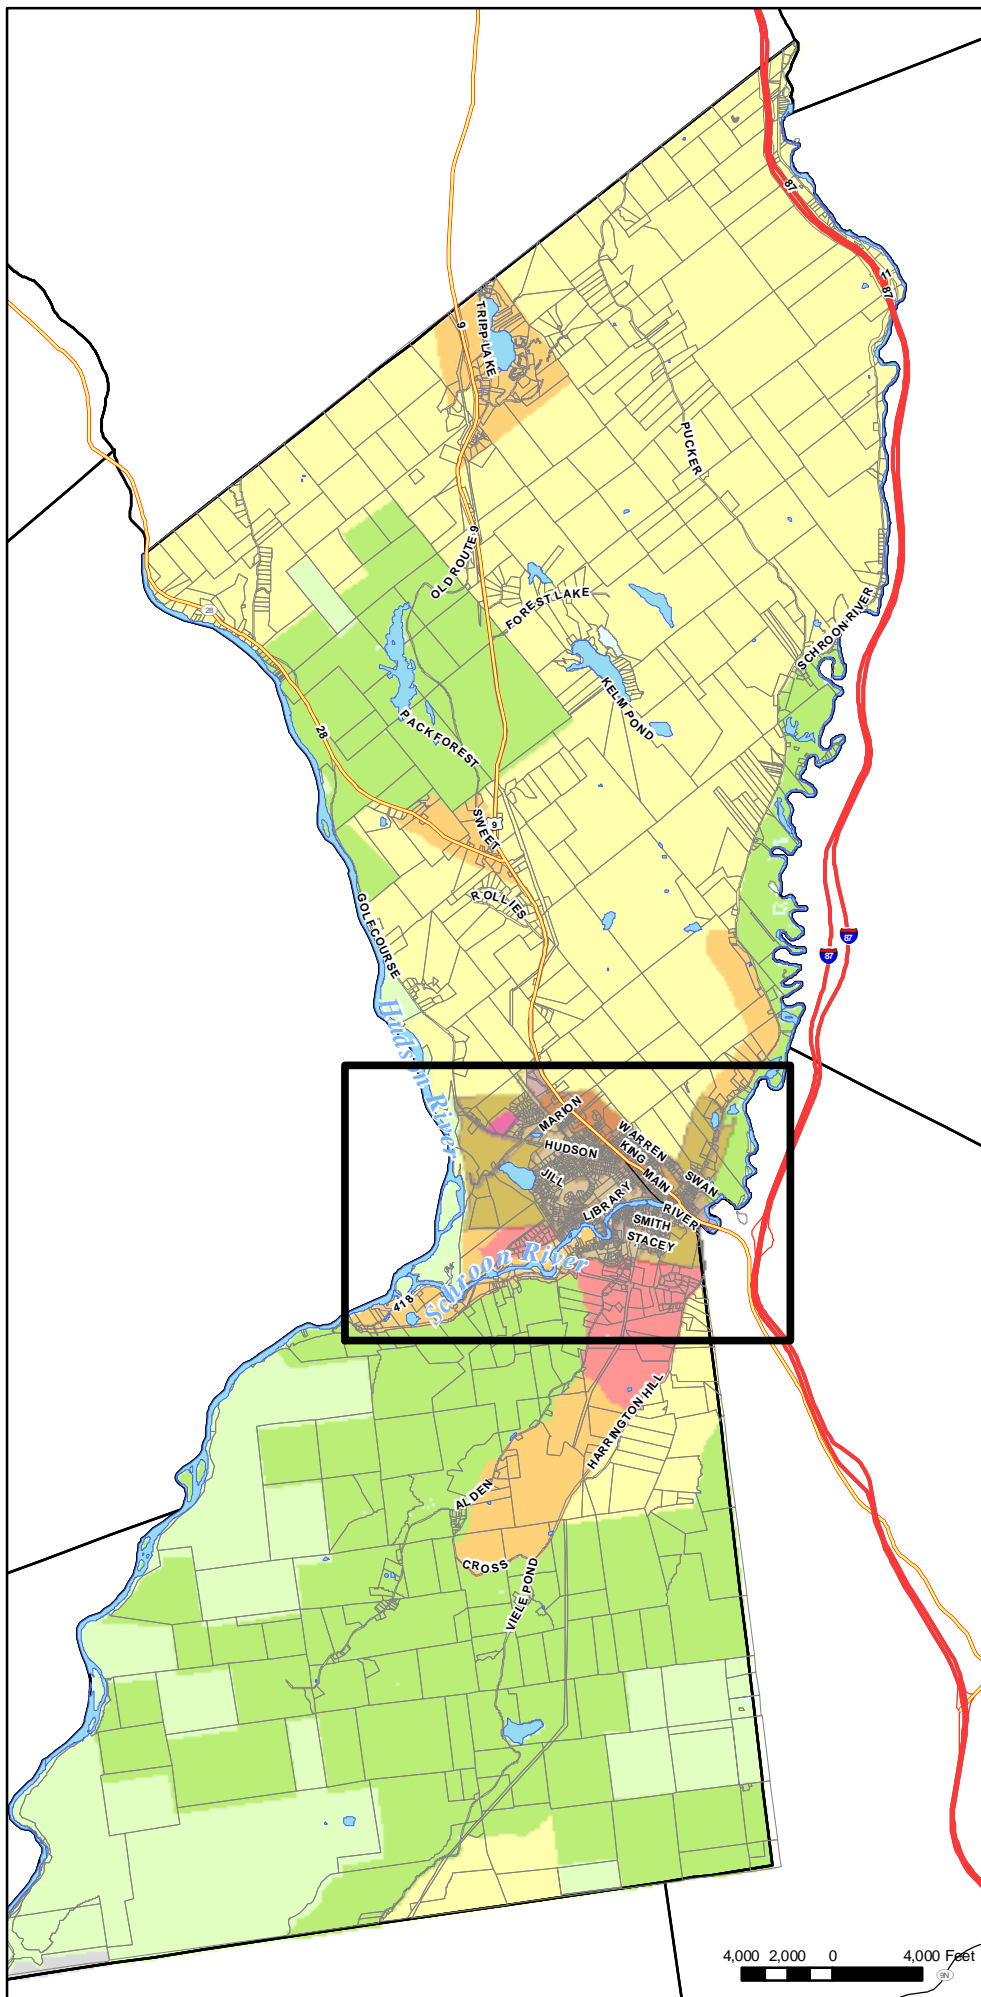 87
11
87
9
TRIPP LAKE
PUCKER
OLD ROUTE 9
FOREST LAKE
SCHROON RIVER
28
KELM POND
28
PACK FOREST
SWEET
9
ROLLIES
GOLF COURSE
87
87
Hudson River
MARION
WARREN
HUDSON
KING
JILL
MAIN
SWAN
LIBRARY
RIVER
SMITH
STACEY
Schroon River
418
HARRINGTON HILL
ALDEN
CROSS
VIELE POND
4,000 2,000 0 4,000 Feet
9N